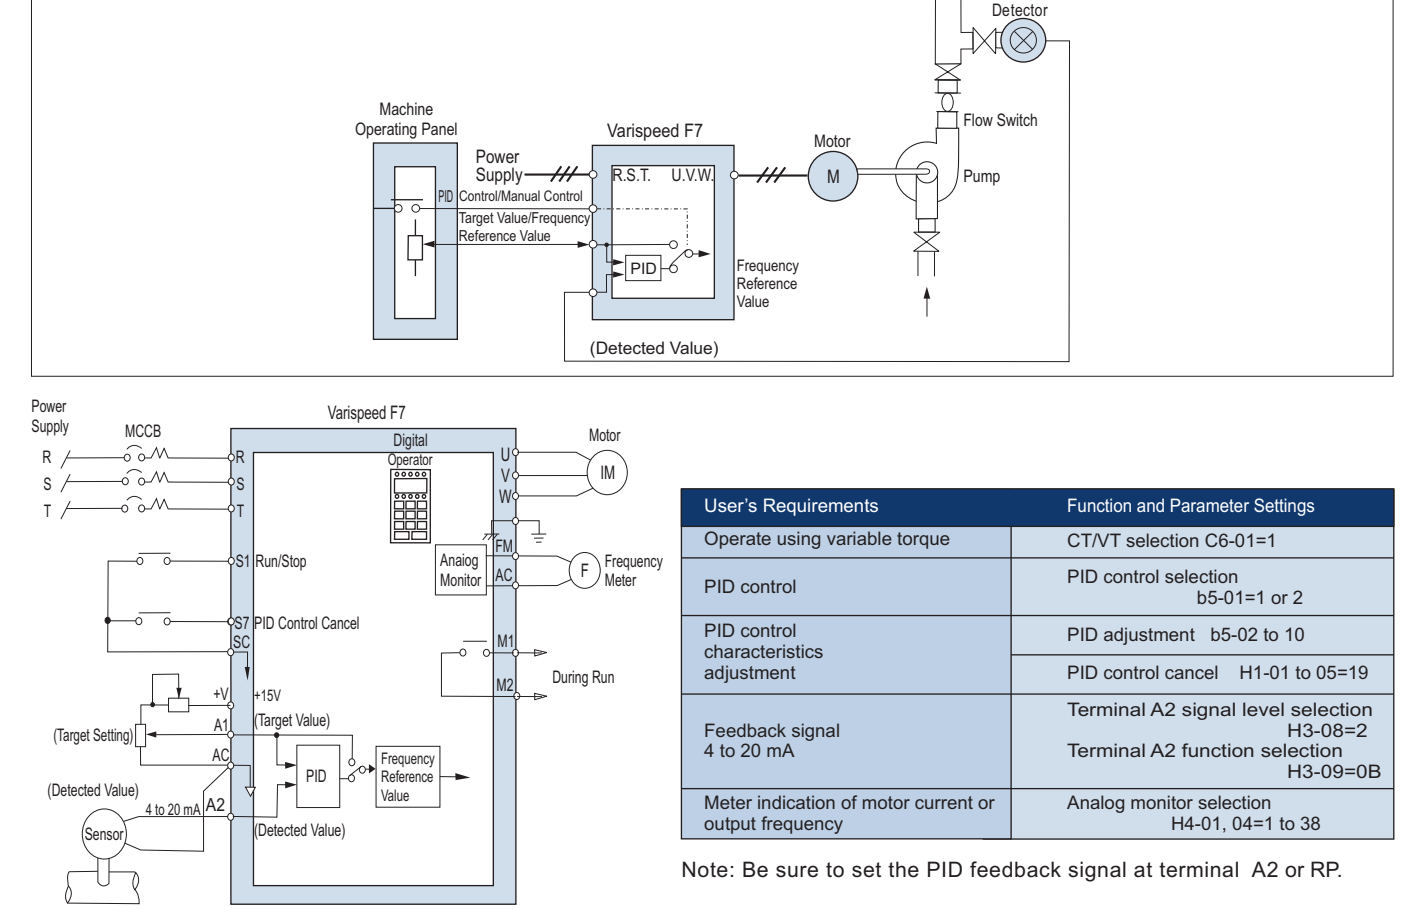 Detector
Machine
Operating Panel
Varispeed F7
Motor
Flow Switch
Power
Supply
R.S.T. U.V.W.
M
Pump
PID Control/Manual Control
Target Value/Frequency
Reference Value
PID
Frequency
Reference
Value
(Detected Value)
Power
Supply
MCCB
Varispeed F7
Digital
Operator
Motor
R
R
U
IM
S
S
V
W
T
T
FM
Analog
Monitor
AC
F
Frequency
Meter
S1 Run/Stop
S7 PID Control Cancel
SC
M1
M2
During Run
+V
+15V
A1
(Target Value)
(Target Setting)
AC
PID
Frequency
Reference
Value
(Detected Value)
4 to 20 mA A2
(Detected Value)
Sensor
User's Requirements Function and Parameter Settings
Operate using variable torque CT/VT selection C6-01=1
PID control PID control selection
b5-01=1 or 2
PID control
characteristics
adjustment
PID adjustment b5-02 to 10
PID control cancel H1-01 to 05=19
Feedback signal
4 to 20 mA
Terminal A2 signal level selection
H3-08=2
Terminal A2 function selection
H3-09=0B
Meter indication of motor current or
output frequency
Analog monitor selection
H4-01, 04=1 to 38
Note: Be sure to set the PID feedback signal at terminal A2 or RP.